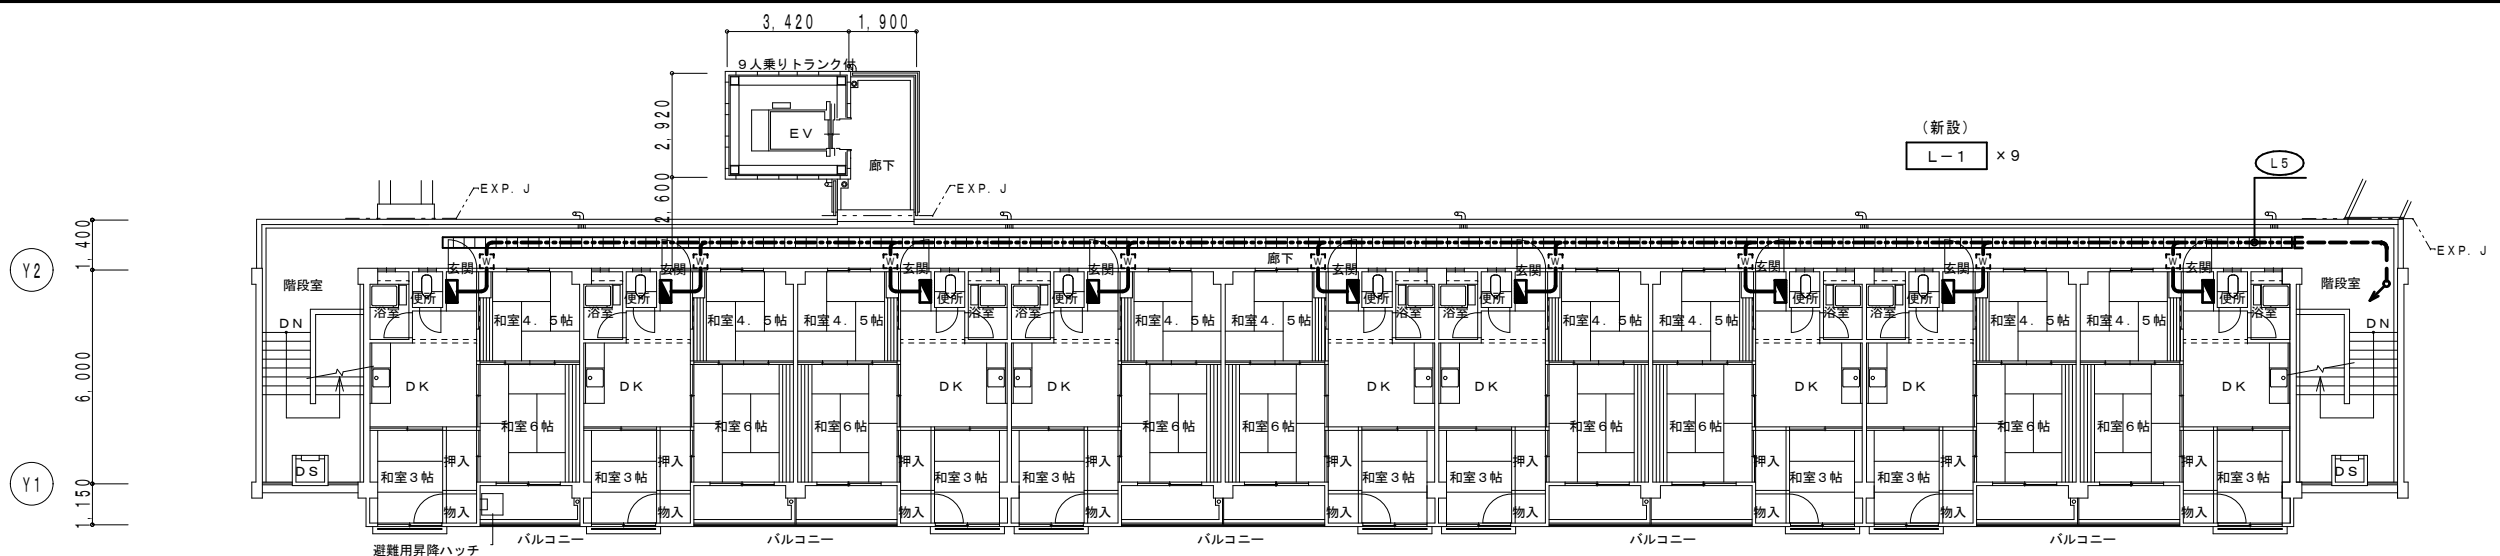 3,420 1,900
9人乗りトランク付
2,920
EV
廊下
2,600
(新設)
L-1 ×9
L5
EXP. J EXP. J EXP. J
1,400
Y2
6,000
Y1
1,150
階段室 玄関 玄関 玄関 玄関 廊下 玄関 玄関 玄関 玄関 玄関 階段室
W W W W W W W W W
便所 便所 便所 便所 便所 便所 便所 便所 便所
浴室 浴室 浴室 浴室 浴室 浴室 浴室 浴室 浴室
DN DN
和室4.5帖 和室4.5帖 和室4.5帖 和室4.5帖 和室4.5帖 和室4.5帖 和室4.5帖 和室4.5帖 和室4.5帖
DK DK DK DK DK DK DK DK DK
和室6帖 和室6帖 和室6帖 和室6帖 和室6帖 和室6帖 和室6帖 和室6帖 和室6帖
押入 押入 押入 押入 押入 押入 押入 押入 押入
DS DS
和室3帖 和室3帖 和室3帖 和室3帖 和室3帖 和室3帖 和室3帖 和室3帖 和室3帖
物入 物入 物入 物入 物入 物入 物入 物入 物入
バルコニー バルコニー バルコニー バルコニー バルコニー
避難用昇降ハッチ